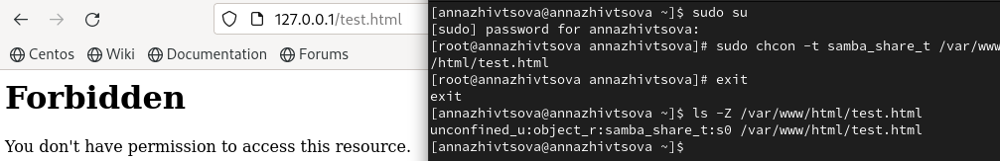 127.0.0.1/test.html
Centos Wiki Documentation Forums
Forbidden
You don't have permission to access this resource.
[annazhivtsova@annazhivtsova ~]$ sudo su
[sudo] password for annazhivtsova:
[root@annazhivtsova annazhivtsova]# sudo chcon -t samba_share_t /var/www
/html/test.html
[root@annazhivtsova annazhivtsova]# exit
exit
[annazhivtsova@annazhivtsova ~]$ ls -Z /var/www/html/test.html
unconfined_u:object_r:samba_share_t:s0 /var/www/html/test.html
[annazhivtsova@annazhivtsova ~]$